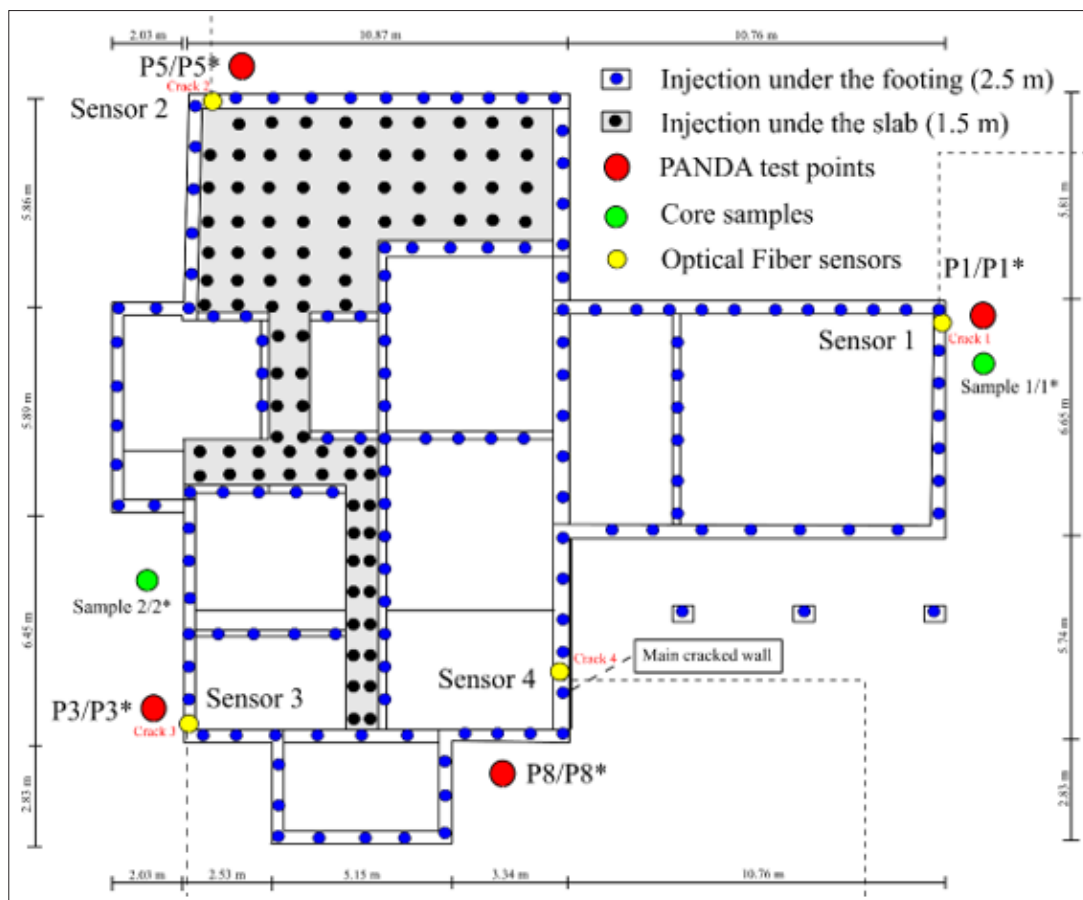 2.03 m
10.87 m
10.76 m
P5/P5*
Crack 2
Sensor 2
Injection under the footing (2.5 m)
Injection unde the slab (1.5 m)
PANDA test points
Core samples
Optical Fiber sensors
5.86 m
5.81 m
P1/P1*
Sensor 1
Crack 1
Sample 1/1*
5.89 m
6.65 m
Sample 2/2*
6.45 m
5.74 m
Main cracked wall
Crack 4
Sensor 4
Sensor 3
P3/P3*
Crack 3
P8/P8*
2.83 m
2.83 m
2.03 m
2.53 m
5.15 m
3.34 m
10.76 m